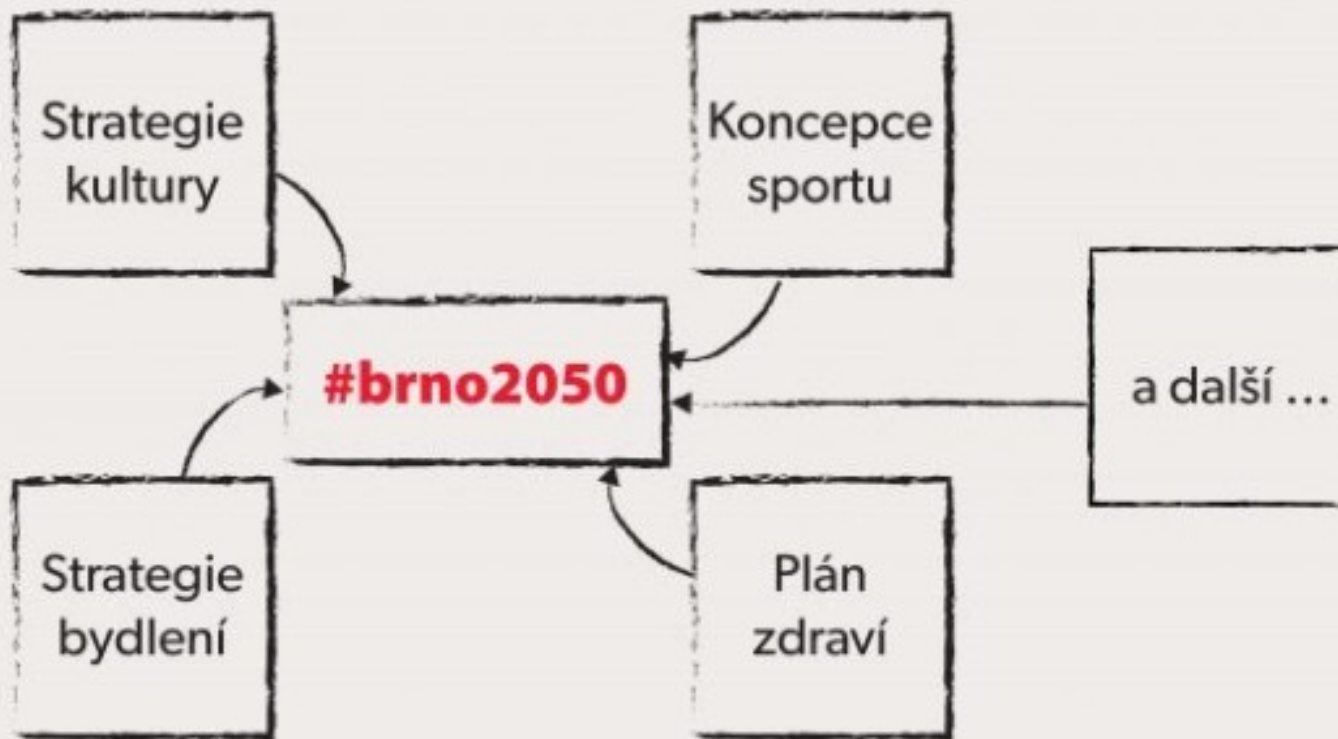 Strategie
kultury
Koncepce
sportu
#brno2050
a další ...
Strategie
bydlení
Plán
zdraví